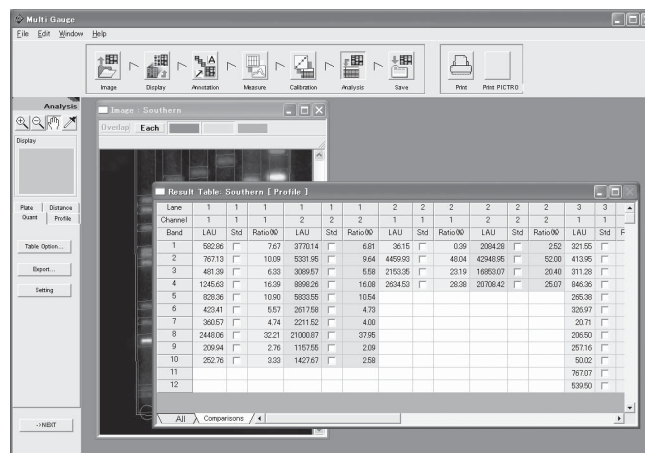 Multi Gauge
File Edit Window Help
Image Display Annotation Measure Calibration Analysis Save Print Print PICTRO
Analysis
Display
Plate Distance
Quant Profile
Table Option...
Export...
Setting
->NEXT
Image : Southern
Overlap Each
Result Table: Southern [ Profile ]
Lane 1 1 1 1 1 1 2 2 2 2 2 2 3 3
Channel 1 1 1 2 2 2 1 1 1 2 2 2 1 1
Band LAU Std Ratio(%) LAU Std Ratio(%) LAU Std Ratio(%) LAU Std Ratio(%) LAU Std F
1 582.86 7.67 3770.14 6.81 36.15 0.39 2084.28 2.52 321.55
2 767.13 10.09 5331.95 9.64 4459.93 48.04 42948.95 52.00 413.95
3 481.39 6.33 3089.57 5.58 2153.35 23.19 16853.07 20.40 311.28
4 1245.63 16.39 8898.26 16.08 2634.53 28.38 20708.42 25.07 846.36
5 828.36 10.90 5833.55 10.54 265.38
6 423.41 5.57 2617.58 4.73 326.97
7 360.57 4.74 2211.52 4.00 20.71
8 2448.06 32.21 21000.87 37.95 206.50
9 209.94 2.76 1157.55 2.09 257.16
10 252.76 3.33 1427.67 2.58 50.02
11 767.07
12 539.50
All Comparisons